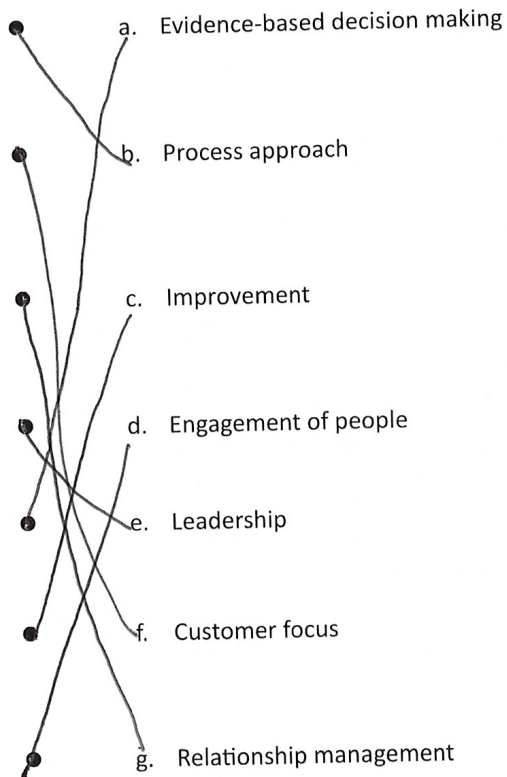 a. Evidence-based decision making
b. Process approach
c. Improvement
d. Engagement of people
e. Leadership
f. Customer focus
g. Relationship management